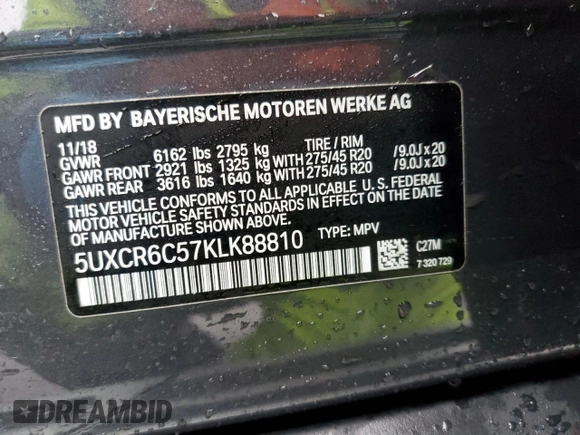 MFD BY BAYERISCHE MOTOREN WERKE AG
11/18 TIRE / RIM
GVWR 6162 lbs 2795 kg
GAWR FRONT 2921 lbs 1325 kg WITH 275/45 R20 /9.0J x 20
GAWR REAR 3616 lbs 1640 kg WITH 275/45 R20 /9.0J x 20
THIS VEHICLE CONFORMS TO ALL APPLICABLE U. S. FEDERAL
MOTOR VEHICLE SAFETY STANDARDS IN EFFECT ON THE DATE
OF MANUFACTURE SHOWN ABOVE.
5UXCR6C57KLK88810 TYPE: MPV
C27M
7 320 729
DREAMBID